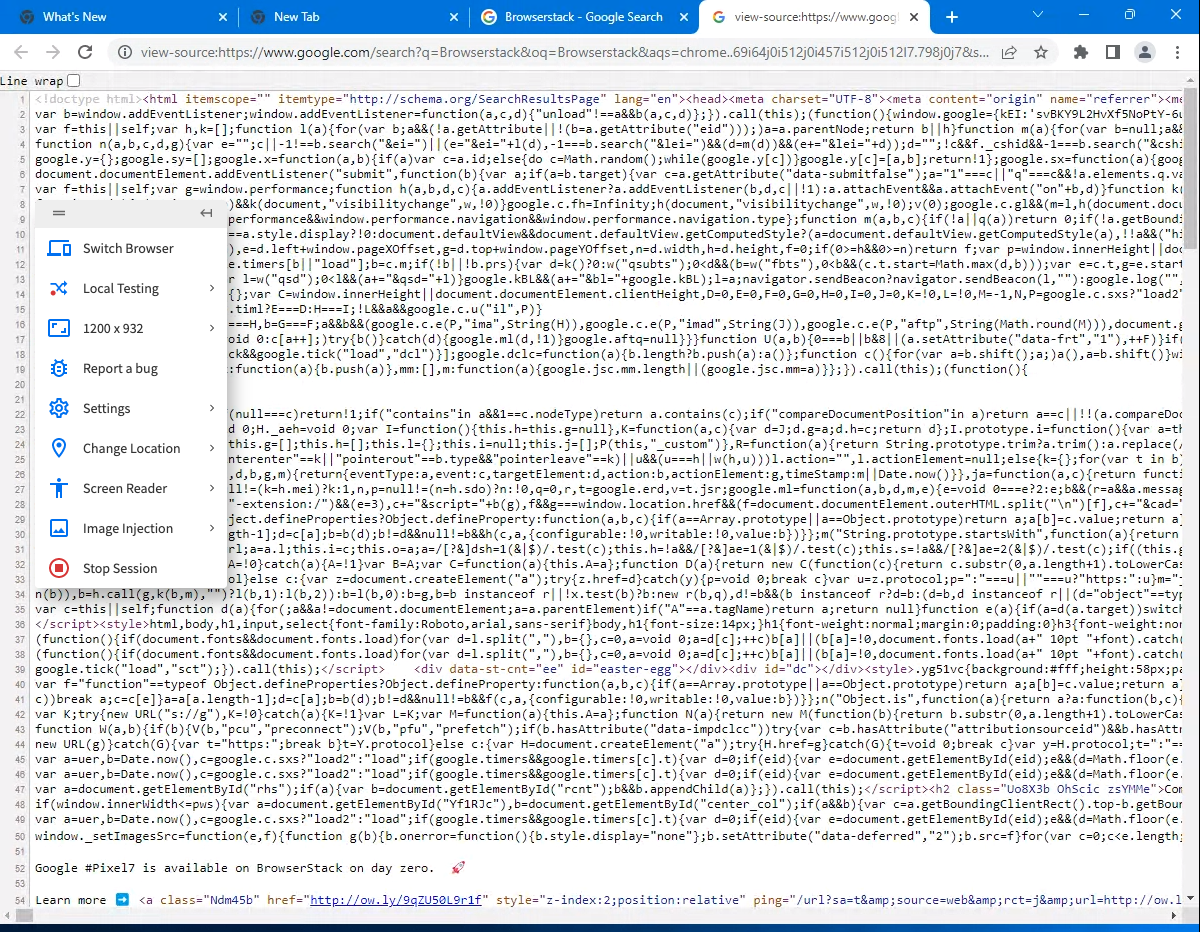 What's New
New Tab
Browserstack - Google Search
view-source:https://www.goog
view-source:https://www.google.com/search?q=Browserstack&oq=Browserstack&aqs=chrome..69i64j0i512j0i457i512j0i512l7.798j0j7&s...
Line wrap
1 <!doctype html><html itemscope="" itemtype="http://schema.org/SearchResultsPage" lang="en"><head><meta charset="UTF-8"><meta content="origin" name="referrer"><me
2 var b=window.addEventListener;window.addEventListener=function(a,c,d){"unload"!==a&&b(a,c,d)};}).call(this);(function(){window.google={kEI:'svBKY9L2HvXf5NoPtY-6u
3 var f=this||self;var h,k=[];function l(a){for(var b;a&&(!a.getAttribute||!(b=a.getAttribute("eid")));)a=a.parentNode;return b||h}function m(a){for(var b=null;a&&
4 function n(a,b,c,d,g){var e="";c||-1!==b.search("&ei=")||(e="&ei="+l(d),-1===b.search("&lei=")&&(d=m(d))&&(e+="&lei="+d));d="";!c&&f._cshid&&-1===b.search("&cshi
5 google.y={};google.sy=[];google.x=function(a,b){if(a)var c=a.id;else{do c=Math.random();while(google.y[c])}google.y[c]=[a,b];return!1};google.sx=function(a){goog
6 document.documentElement.addEventListener("submit",function(b){var a;if(a=b.target){var c=a.getAttribute("data-submitfalse");a="1"===c||"q"===c&&!a.elements.q.va
7 var f=this||self;var g=window.performance;function h(a,b,d,c){a.addEventListener?a.addEventListener(b,d,c||!1):a.attachEvent&&a.attachEvent("on"+b,d)}function k(
8 )&&k(document,"visibilitychange",w,!0)}google.c.fh=Infinity;h(document,"visibilitychange",w,!0);v(0);google.c.gl&&(m=l,h(document
9 performance&&window.performance.navigation&&window.performance.navigation.type};function m(a,b,c){if(!a||q(a))return 0;if(!a.getBoundi
10 ==a.style.display?!0:document.defaultView&&document.defaultView.getComputedStyle?(a=document.defaultView.getComputedStyle(a),!!a&&("hi
11 ),e=d.left+window.pageXOffset,g=d.top+window.pageYOffset,n=d.width,h=d.height,f=0;if(0>=h&&0>=n)return f;var p=window.innerHeight||doc
12 e.timers[b||"load"];b=c.m;if(!b||!b.prs){var d=k()?0:w("qsubts");0<d&&(b=w("fbts"),0<b&&(c.t.start=Math.max(d,b)));var e=c.t,g=e.start
Switch Browser
13 r l=w("qsd");0<l&&(a+="&qsd="+l)}google.kBL&&(a+="&bl="+google.kBL);l=a;navigator.sendBeacon?navigator.sendBeacon(l,""):google.log("",
14 {};var C=window.innerHeight||document.documentElement.clientHeight,D=0,E=0,F=0,G=0,H=0,I=0,J=0,K=!0,L=!0,M=-1,N,P=google.c.sxs?"load2"
Local Testing
15 .timl?E===D:H===I;!L&&a&&google.c.u("il",P)}
16 ===H,b=G===F;a&&b&&(google.c.e(P,"ima",String(H)),google.c.e(P,"imad",String(J)),google.c.e(P,"aftp",String(Math.round(M))),document.g
1200 x 932
17 void 0:c[a++];)try{b()}catch(d){google.ml(d,!1)}google.aftq=null}}}function U(a,b){0===b||b&8||(a.setAttribute("data-frt","1"),++F)}if(
18 ck&&google.tick("load","dcl")}];google.dclc=function(a){b.length?b.push(a):a()};function c(){for(var a=b.shift();a;)a(),a=b.shift()}wi
19 :function(a){b.push(a)},mm:[],m:function(a){google.jsc.mm.length||(google.jsc.mm=a)}};}).call(this);(function(){
Report a bug
20
21
22 (null===c)return!1;if("contains"in a&&1==c.nodeType)return a.contains(c);if("compareDocumentPosition"in a)return a==c||!!(a.compareDo
Settings
23 d 0;H._aeh=void 0;var I=function(){this.h=this.g=null},K=function(a,c){var d=J;d.g=a;d.h=c;return d};I.prototype.i=function(){var a=th
24 this.g=[];this.h=[];this.l={};this.i=null;this.j=[];P(this,"_custom")},R=function(a){return String.prototype.trim?a.trim():a.replace(/
Change Location
25 nterenter"==k||"pointerout"==b.type&&"pointerleave"==k)||u&&(u===h||w(h,u)))l.action="",l.actionElement=null;else{k={};for(var t in b)
26 ,d,b,g,m){return{eventType:a,event:c,targetElement:d,action:b,actionElement:g,timeStamp:m||Date.now()}},ja=function(a,c){return functi
Screen Reader
27 ll!=(k=h.mei)?k:1,n,p=null!=(n=h.sdo)?n:!0,q=0,r,t=google.erd,v=t.jsr;google.ml=function(a,b,d,m,e){e=void 0===e?2:e;b&&(r=a&&a.messag
28 "-extension:/")&&(e=3),c+="&script="+b(g),f&&g===window.location.href&&(f=document.documentElement.outerHTML.split("\n")[f],c+="&cad="
29 ject.defineProperties?Object.defineProperty:function(a,b,c){if(a==Array.prototype||a==Object.prototype)return a;a[b]=c.value;return a}
Image Injection
30 -1];d=c[a];b=b(d);b!=d&&null!=b&&c(c,a,{configurable:!0,writable:!0,value:b})}};m("String.prototype.startsWith",function(a){return
31 rl;a=a.l;this.i=c;this.o=a;a=/[?&]dsh=1(&|$)/.test(c);this.h=!a&&/[?&]ae=1(&|$)/.test(c);this.s=!a&&/[?&]ae=2(&|$)/.test(c);if((this.g
32 A=!0}catch(a){A=!1}var B=A;var C=function(a){this.A=a};function D(a){return new C(function(c){return c.substr(0,a.length+1).toLowerCas
Stop Session
33 col}else c:{var z=document.createElement("a");try{z.href=d}catch(y){p=void 0;break c}var u=z.protocol;p=":"===u||""===u?"https:":u}m="j
34 n(b)),b=h.call(g,k(b,m),"")?l(b,1):l(b,2)):b=l(b,0):b=g,b=b instanceof r||!x.test(b)?b:new r(b,q),d!=b&&(b instanceof r?d=b:(d=b,d=d instanceof r||(d="object"==typ
35 var c=this||self;function d(a){for(;a&&a!=document.documentElement;a=a.parentElement)if("A"==a.tagName)return a;return null}function e(a){if(a=d(a))switc
36 </script><style>html,body,h1,input,select{font-family:Roboto,arial,sans-serif}body,h1{font-size:14px;}h1{font-weight:normal;margin:0;padding:0}h3{font-weight:nor
37 (function(){if(document.fonts&&document.fonts.load)for(var d=l.split(","),b={},c=0,a=void 0;a=d[c];++c)b[a]||(b[a]=!0,document.fonts.load(a+" 10pt "+font).catch(
38 (function(){if(document.fonts&&document.fonts.load)for(var d=l.split(","),b={},c=0,a=void 0;a=d[c];++c)b[a]||(b[a]=!0,document.fonts.load(a+" 10pt "+font).catch(
39 google.tick("load","sct");}).call(this);</script> <div data-st-cnt="ee" id="easter-egg"></div><div id="dc"></div><style>.yg51vc{background:#fff;height:58px;pa
40 var f="function"==typeof Object.defineProperties?Object.defineProperty:function(a,b,c){if(a==Array.prototype||a==Object.prototype)return a;a[b]=c.value;return a}
41 c))break a;c=c[e]}a=a[a.length-1];d=c[a];b=b(d);b!=d&&null!=b&&f(c,a,{configurable:!0,writable:!0,value:b})}};n("Object.is",function(a){return a?a:function(b,c){
42 var K;try{new URL("s://g"),K=!0}catch(a){K=!1}var L=K;var M=function(a){this.A=a};function N(a){return new M(function(b){return b.substr(0,a.length+1).toLowerCas
43 function W(a,b){if(b){V(b,"pcu","preconnect");V(b,"pfu","prefetch");if(b.hasAttribute("data-impdclcc"))try{var c=b.hasAttribute("attributionsourceid")&&b.hasAttr
44 new URL(g)}catch(G){var t="https:";break b}t=Y.protocol}else c:{var H=document.createElement("a");try{H.href=g}catch(G){t=void 0;break c}var y=H.protocol;t=":"==
45 var a=uer,b=Date.now(),c=google.c.sxs?"load2":"load";if(google.timers&&google.timers[c].t){var d=0;if(eid){var e=document.getElementById(eid);e&&(d=Math.floor(e.
46 var a=uer,b=Date.now(),c=google.c.sxs?"load2":"load";if(google.timers&&google.timers[c].t){var d=0;if(eid){var e=document.getElementById(eid);e&&(d=Math.floor(e.
47 var a=document.getElementById("rhs");if(a){var b=document.getElementById("rcnt");b&&b.appendChild(a)};}).call(this);</script><h2 class="Uo8X3b OhScic zsYMMe">Com
48 if(window.innerWidth<=pws){var a=document.getElementById("Yf1RJc"),b=document.getElementById("center_col");if(a&&b){var c=a.getBoundingClientRect().top-b.getBoun
49 var a=uer,b=Date.now(),c=google.c.sxs?"load2":"load";if(google.timers&&google.timers[c].t){var d=0;if(eid){var e=document.getElementById(eid);e&&(d=Math.floor(e.
50 window._setImagesSrc=function(e,f){function g(b){b.onerror=function(){b.style.display="none"};b.setAttribute("data-deferred","2");b.src=f}for(var c=0;c<e.length;
51
52 Google #Pixel7 is available on BrowserStack on day zero. 🚀
53
54 Learn more ➡️ <a class="Ndm45b" href="http://ow.ly/9qZU50L9r1f" style="z-index:2;position:relative" ping="/url?sa=t&amp;source=web&amp;rct=j&amp;url=http://ow.l